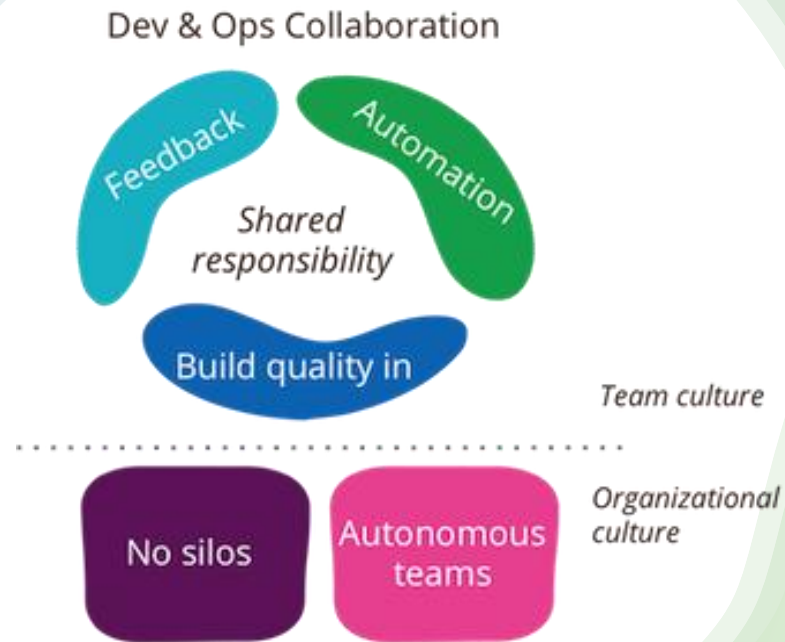 Dev & Ops Collaboration
Feedback
Automation
Shared
responsibility
Build quality in
Team culture
No silos
Autonomous
teams
Organizational
culture